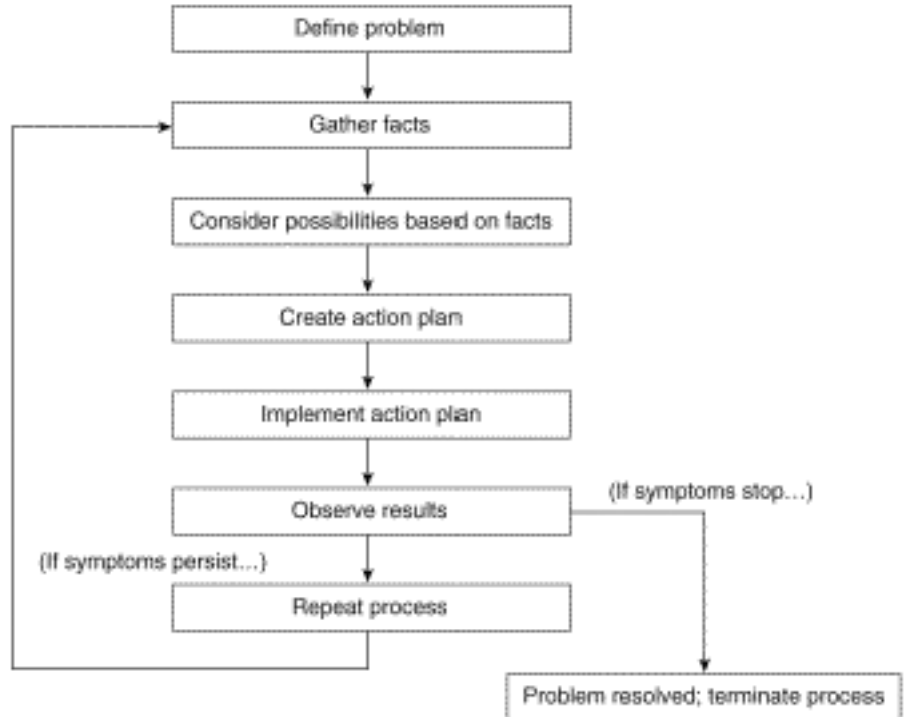 Define problem
Gather facts
Consider possibilities based on facts
Create action plan
Implement action plan
Observe results
(If symptoms stop...)
(If symptoms persist...)
Repeat process
Problem resolved; terminate process